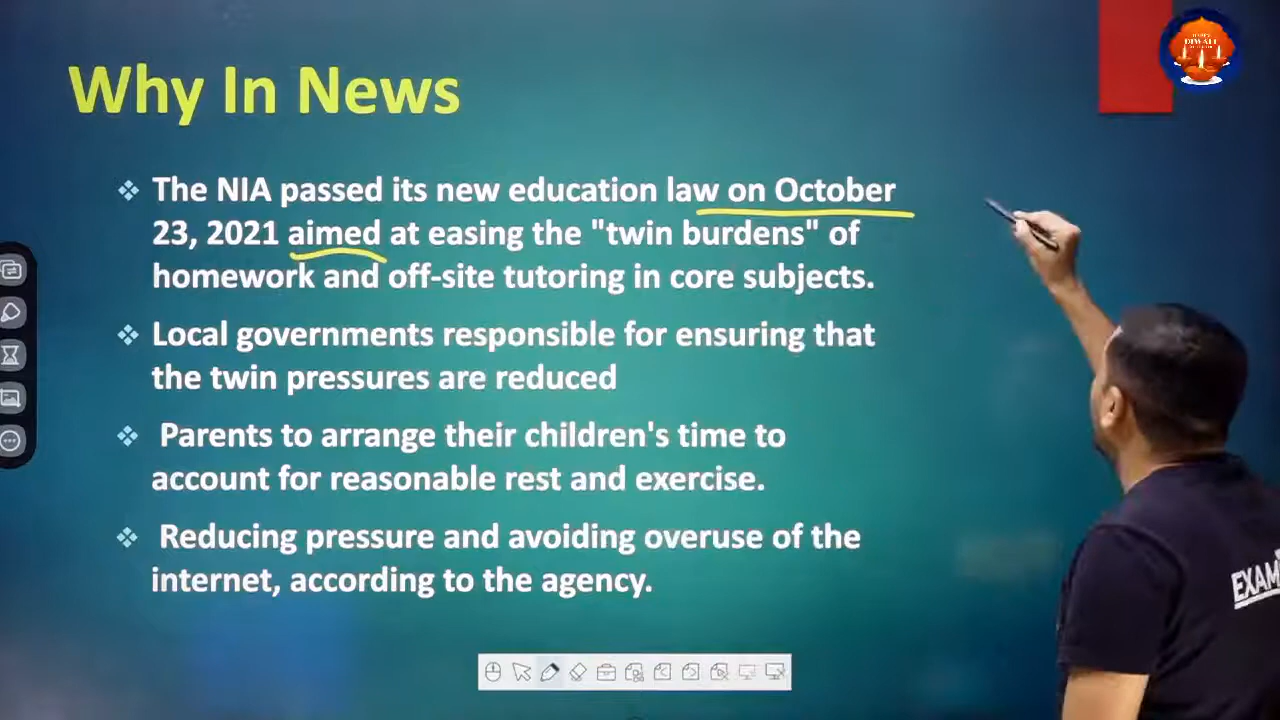 HAPPY
DIWALI
Why In News
❖ The NIA passed its new education law on October
23, 2021 aimed at easing the "twin burdens" of
homework and off-site tutoring in core subjects.
❖ Local governments responsible for ensuring that
the twin pressures are reduced
❖ Parents to arrange their children's time to
account for reasonable rest and exercise.
❖ Reducing pressure and avoiding overuse of the
internet, according to the agency.
EXAM